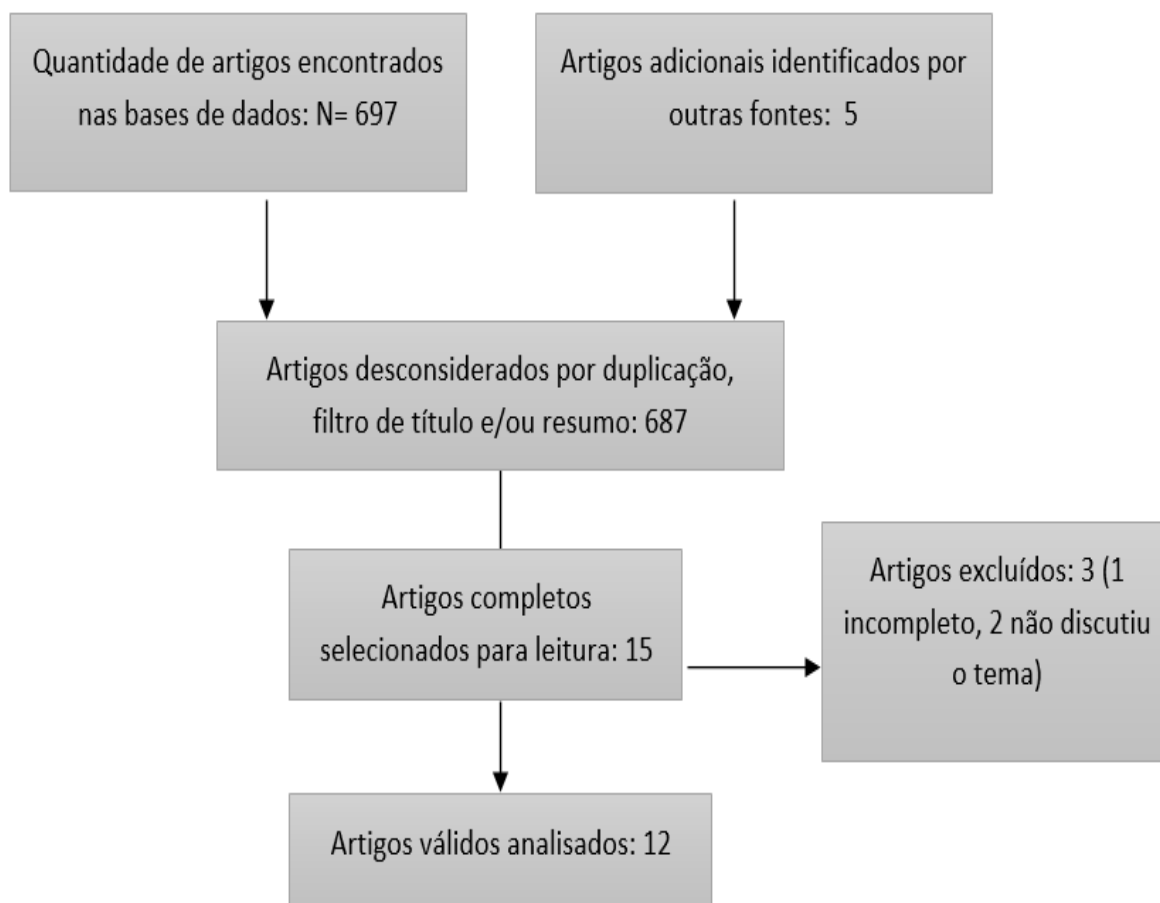 Quantidade de artigos encontrados
nas bases de dados: N= 697
Artigos adicionais identificados por
outras fontes: 5
Artigos desconsiderados por duplicação,
filtro de título e/ou resumo: 687
Artigos completos
selecionados para leitura: 15
Artigos excluídos: 3 (1
incompleto, 2 não discutiu
o tema)
Artigos válidos analisados: 12